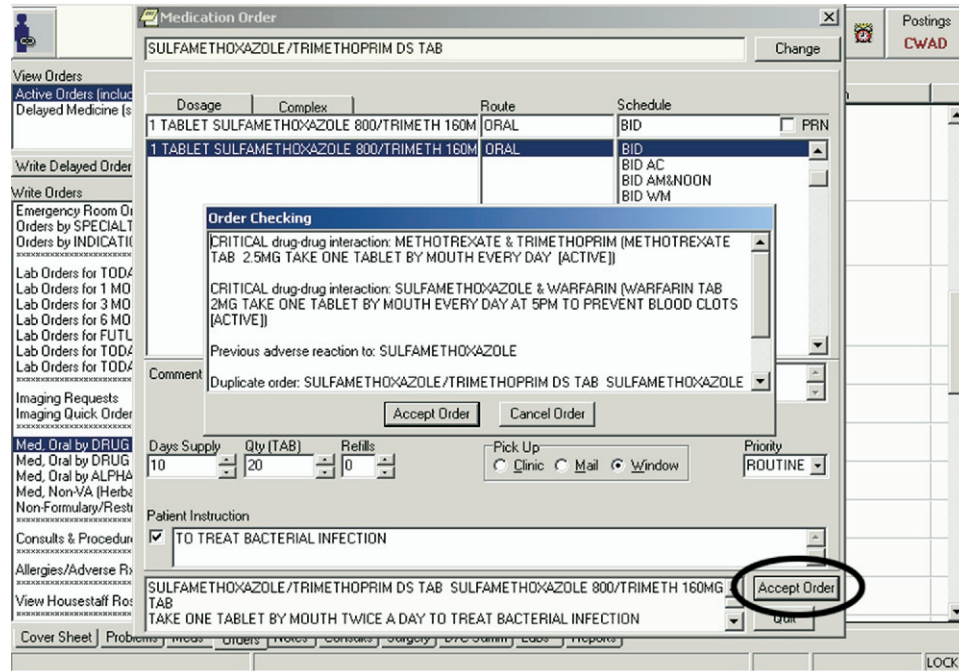 Medication Order
SULFAMETHOXAZOLE/TRIMETHOPRIM DS TAB
Change
Postings
CWAD
View Orders
Active Orders (includ
Delayed Medicine (s
Write Delayed Order
Write Orders
Emergency Room Or
Orders by SPECIALT
Orders by INDICATI
Lab Orders for TODA
Lab Orders for 1 MO
Lab Orders for 3 MO
Lab Orders for 6 MO
Lab Orders for FUTU
Lab Orders for TODA
Lab Orders for TODA
Imaging Requests
Imaging Quick Order
Med, Oral by DRUG
Med, Oral by DRUG
Med, Oral by ALPHA
Med, Non-VA (Herba
Non-Formulary/Restr
Consults & Procedur
Allergies/Adverse R
View Housestaff Ros
Dosage Complex Route Schedule
1 TABLET SULFAMETHOXAZOLE 800/TRIMETH 160M ORAL BID PRN
1 TABLET SULFAMETHOXAZOLE 800/TRIMETH 160M ORAL BID
BID AC
BID AM&NOON
BID WM
Order Checking
CRITICAL drug-drug interaction: METHOTREXATE & TRIMETHOPRIM (METHOTREXATE
TAB 2.5MG TAKE ONE TABLET BY MOUTH EVERY DAY [ACTIVE])
CRITICAL drug-drug interaction: SULFAMETHOXAZOLE & WARFARIN (WARFARIN TAB
2MG TAKE ONE TABLET BY MOUTH EVERY DAY AT 5PM TO PREVENT BLOOD CLOTS
[ACTIVE])
Previous adverse reaction to: SULFAMETHOXAZOLE
Duplicate order: SULFAMETHOXAZOLE/TRIMETHOPRIM DS TAB SULFAMETHOXAZOLE
Accept Order Cancel Order
Comment
Days Supply Qty (TAB) Refills Pick Up Priority
10 20 0 Clinic Mail Window ROUTINE
Patient Instruction
TO TREAT BACTERIAL INFECTION
SULFAMETHOXAZOLE/TRIMETHOPRIM DS TAB SULFAMETHOXAZOLE 800/TRIMETH 160MG
TAB
TAKE ONE TABLET BY MOUTH TWICE A DAY TO TREAT BACTERIAL INFECTION
Accept Order
Quit
Cover Sheet Problems Meds Orders Notes Consults Surgery D/C Summ Labs Reports
LOCK